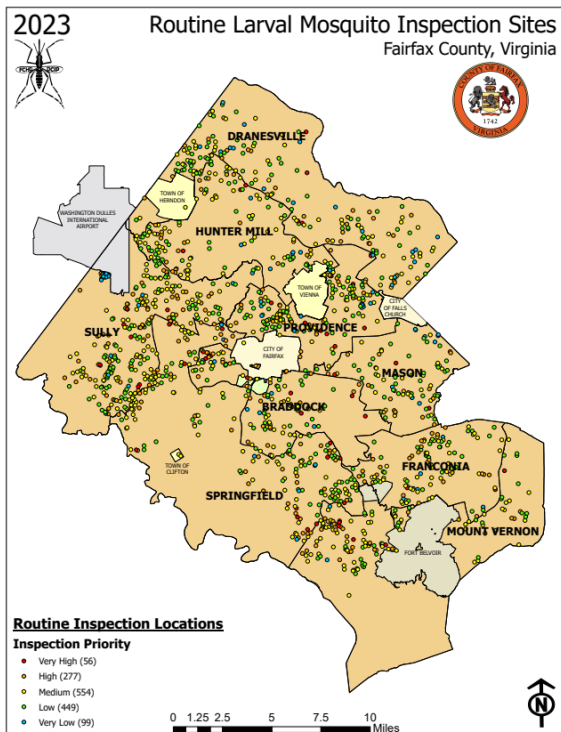 2023
Routine Larval Mosquito Inspection Sites
Fairfax County, Virginia
FCHD DCIP
COUNTY OF FAIRFAX
1742
VIRGINIA
DRANESVILLE
TOWN OF
HERNDON
WASHINGTON DULLES
INTERNATIONAL
AIRPORT
HUNTER MILL
TOWN OF
VIENNA
CITY
OF FALLS
CHURCH
SULLY
PROVIDENCE
CITY OF
FAIRFAX
MASON
BRADDOCK
TOWN OF
CLIFTON
FRANCONIA
SPRINGFIELD
MOUNT VERNON
FORT BELVOIR
Routine Inspection Locations
Inspection Priority
Very High (56)
High (277)
Medium (554)
Low (449)
Very Low (99)
0 1.25 2.5 5 7.5 10
Miles
N